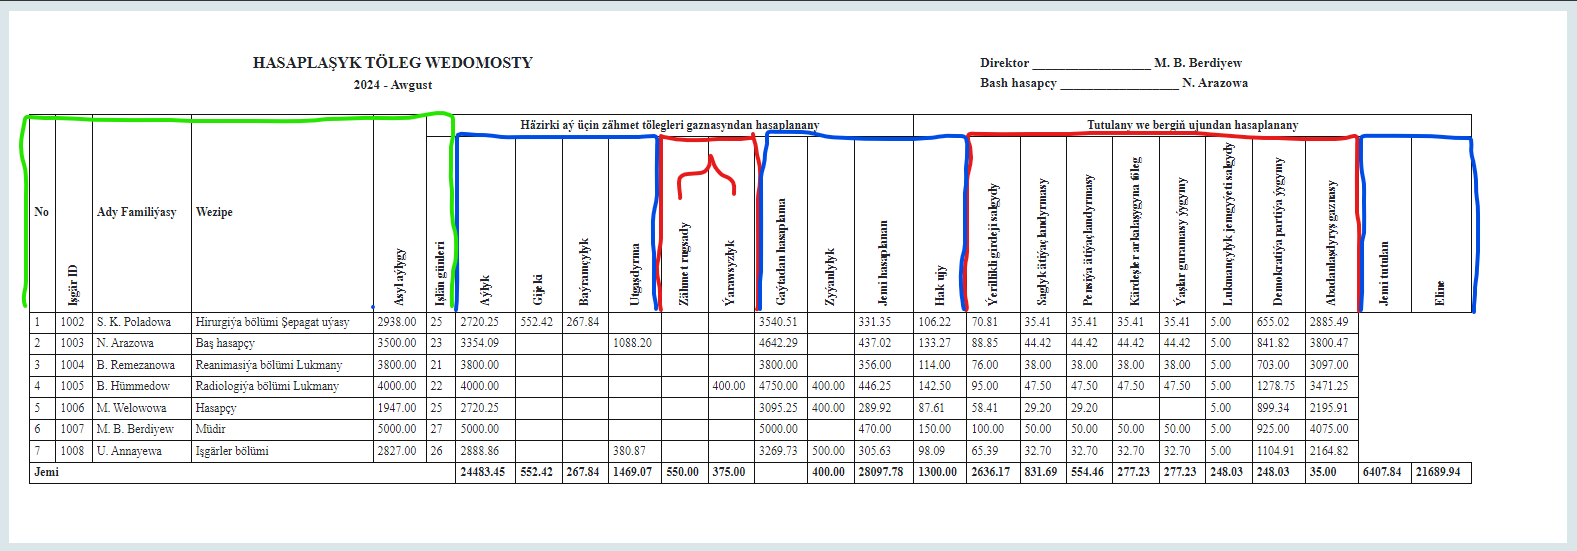 HASAPLAŞYK TÖLEG WEDOMOSTY
2024 - Awgust
Direktor __________________ M. B. Berdiyew
Bash hasapcy __________________ N. Arazowa
Häzirki aý üçin zähmet tölegleri gaznasyndan hasaplanany Tutulany we bergiň ujundan hasaplanany
No Işgär ID Ady Familiýasy Wezipe Asyl aýlygy Işlän günleri Aýlyk Gijeki Baýramçylyk Utgaşdyrma Zähmet rugsady Ýarawsyzlyk Gaýtadan hasaplama Zyýanlylyk Jemi hasaplanan Hak ujy Ýerillikli girdeji salgydy Saglyk ätiýaçlandyrmasy Pensiýa ätiýaçlandyrmasy Kärdeşler arkalaşygyna töleg Ýaşlar guramasy ýygymy Lukmançylyk jemgyýeti salgydy Demokratiýa partiýa ýygymy Abadanlaşdyryş gaznasy Jemi tutulan Eline
1 1002 S. K. Poladowa Hirurgiýa bölümi Şepagat uýasy 2938.00 25 2720.25 552.42 267.84 3540.51 331.35 106.22 70.81 35.41 35.41 35.41 35.41 5.00 655.02 2885.49
2 1003 N. Arazowa Baş hasapçy 3500.00 23 3354.09 1088.20 4642.29 437.02 133.27 88.85 44.42 44.42 44.42 44.42 5.00 841.82 3800.47
3 1004 B. Remezanowa Reanimasiýa bölümi Lukmany 3800.00 21 3800.00 3800.00 356.00 114.00 76.00 38.00 38.00 38.00 38.00 5.00 703.00 3097.00
4 1005 B. Hümmedow Radiologiýa bölümi Lukmany 4000.00 22 4000.00 400.00 4750.00 400.00 446.25 142.50 95.00 47.50 47.50 47.50 47.50 5.00 1278.75 3471.25
5 1006 M. Welowowa Hasapçy 1947.00 25 2720.25 3095.25 400.00 289.92 87.61 58.41 29.20 29.20 5.00 899.34 2195.91
6 1007 M. B. Berdiyew Müdir 5000.00 27 5000.00 5000.00 470.00 150.00 100.00 50.00 50.00 50.00 50.00 5.00 925.00 4075.00
7 1008 U. Annayewa Işgärler bölümi 2827.00 26 2888.86 380.87 3269.73 500.00 305.63 98.09 65.39 32.70 32.70 32.70 32.70 5.00 1104.91 2164.82
Jemi 24483.45 552.42 267.84 1469.07 550.00 375.00 400.00 28097.78 1300.00 2636.17 831.69 554.46 277.23 277.23 248.03 248.03 35.00 6407.84 21689.94